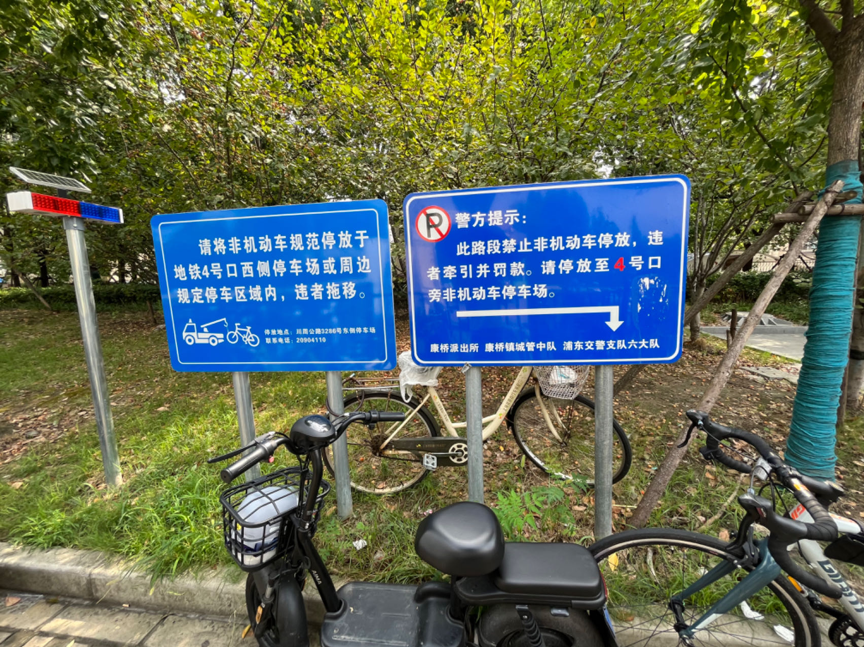 请将非机动车规范停放于
地铁4号口西侧停车场或周边
规定停车区域内，违者拖移。
停放地点：川周公路3286号东侧停车场
联系电话：20904110
警方提示：
此路段禁止非机动车停放，违
者牵引并罚款。请停放至4号口
旁非机动车停车场。
康桥派出所 康桥镇城管中队 浦东交警支队六大队